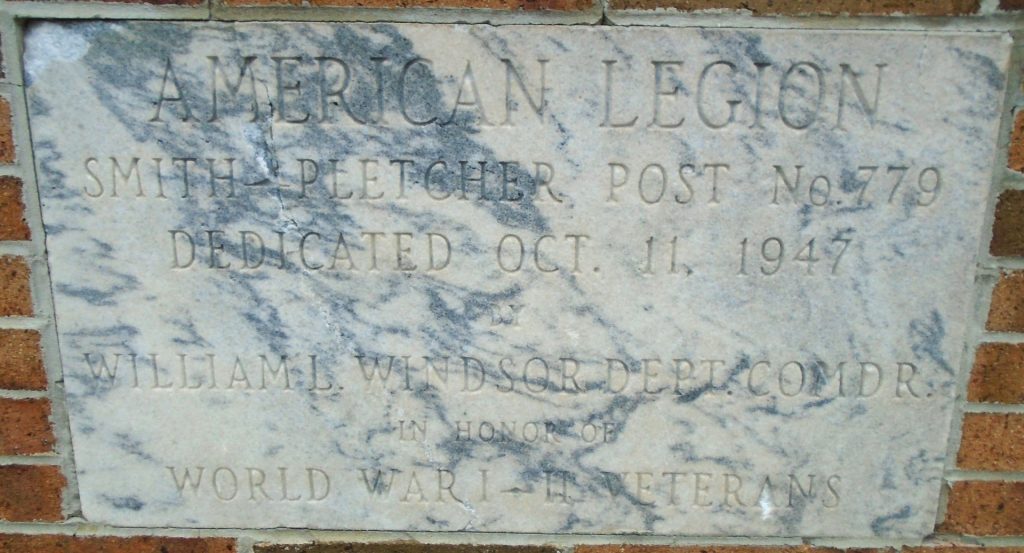 AMERICAN LEGION
SMITH-PLETCHER POST No. 779
DEDICATED OCT. 11, 1947
BY
WILLIAM L. WINDSOR DEPT. COMDR.
IN HONOR OF
WORLD WAR I-II VETERANS